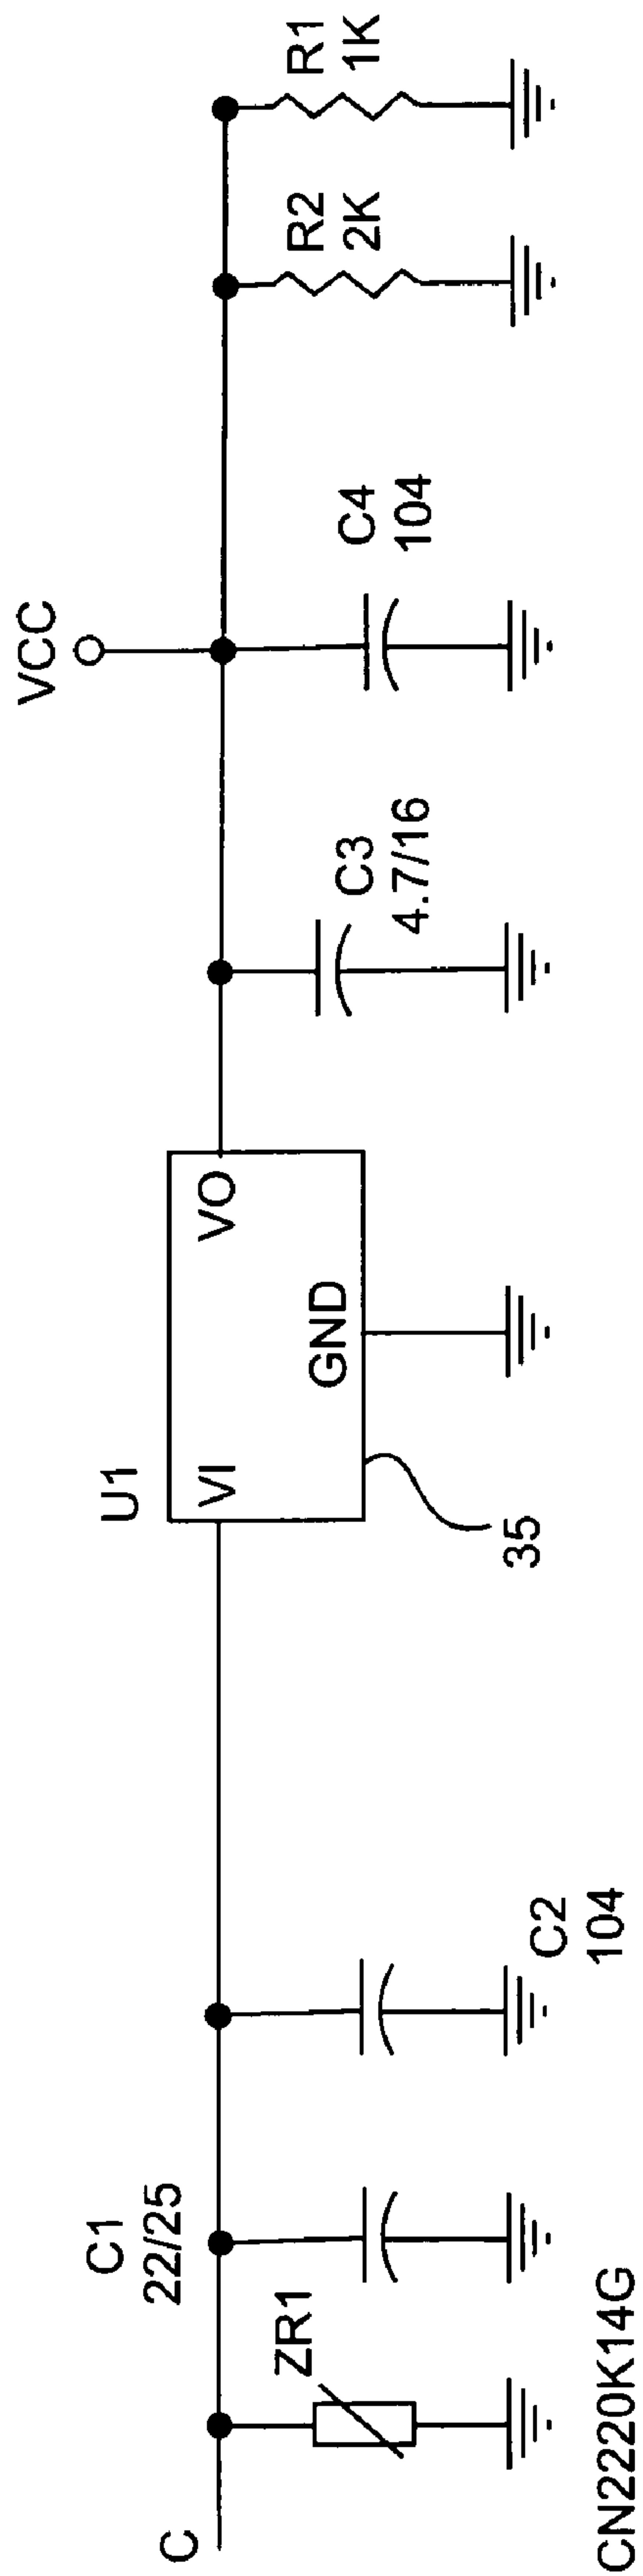 C
ZR1
CN2220K14G
C1
22/25
C2
104
U1
VI
VO
GND
35
C3
4.7/16
VCC
C4
104
R2
2K
R1
1K